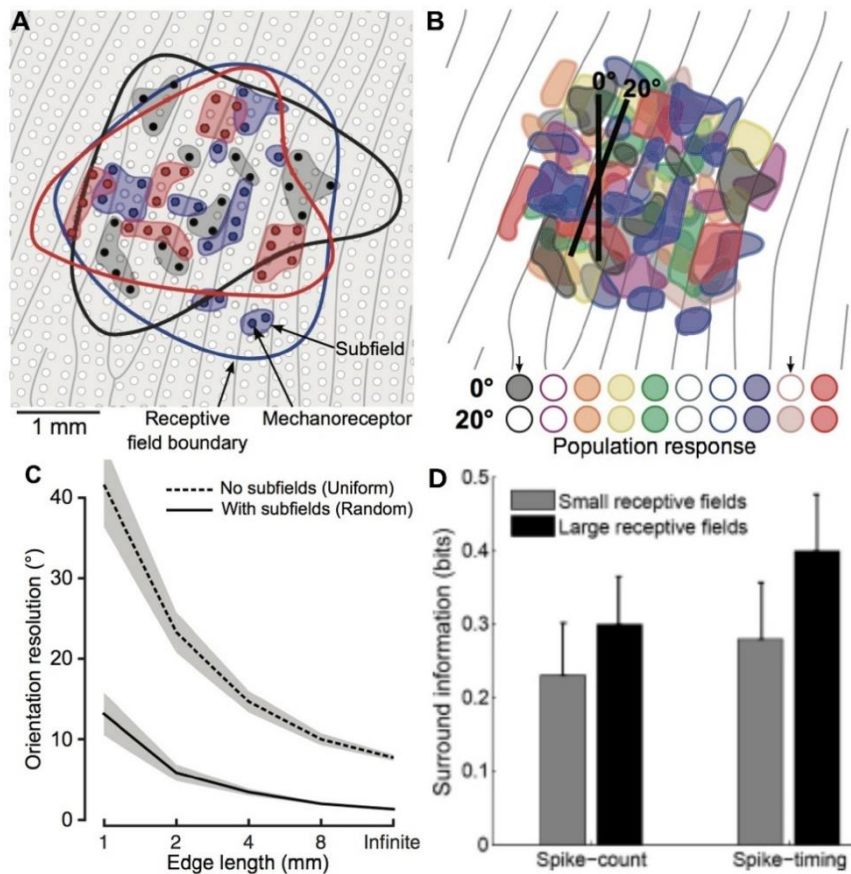 A
Subfield
1 mm
Receptive
field boundary
Mechanoreceptor
B
0°
20°
0°
20°
Population response
C
No subfields (Uniform)
With subfields (Random)
40
30
20
10
0
Orientation resolution (°)
1 2 4 8 Infinite
Edge length (mm)
D
Small receptive fields
Large receptive fields
0.5
0.4
0.3
0.2
0.1
0
Surround information (bits)
Spike-count Spike-timing